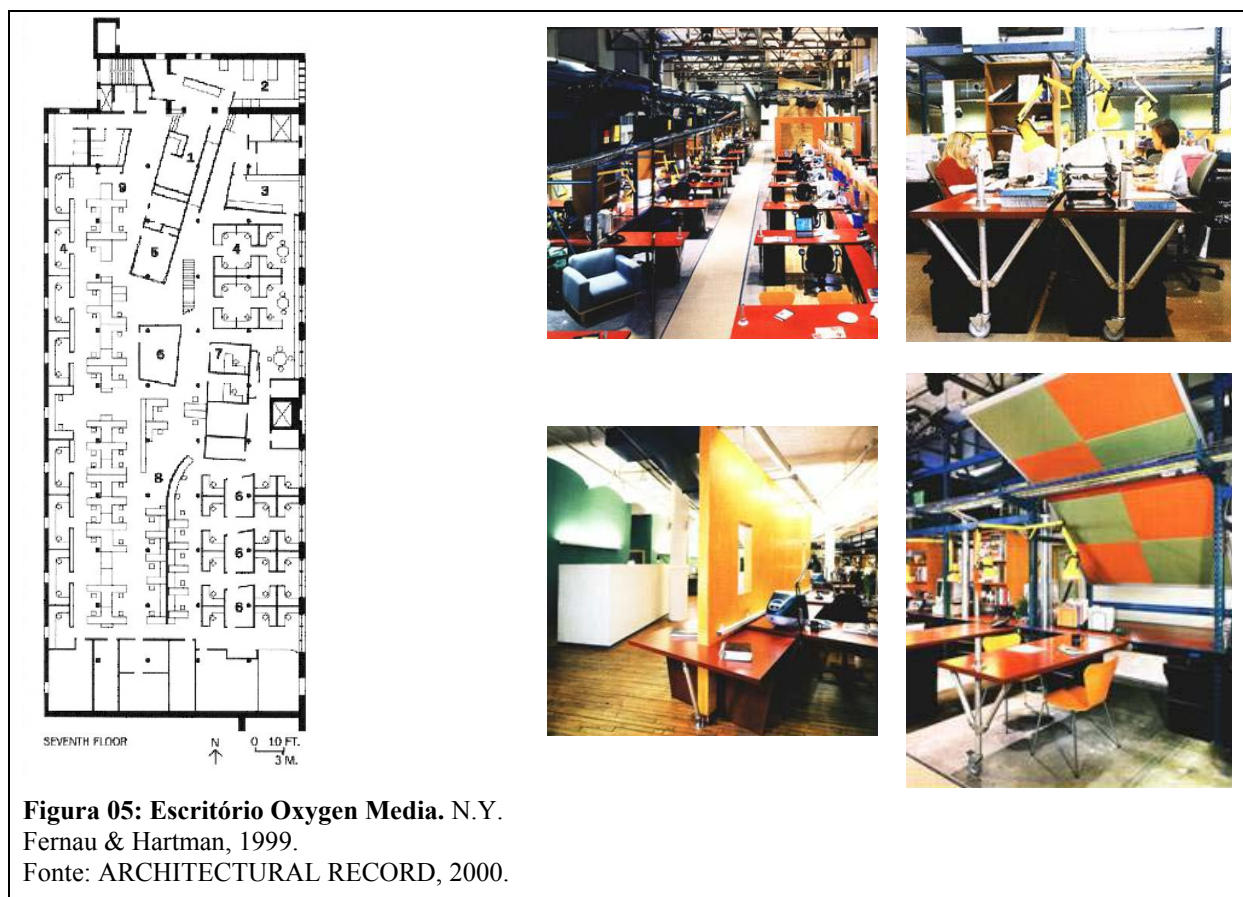 2
1
3
9
4
4
5
6
7
8
6
6
6
SEVENTH FLOOR
N
0 10 FT.
3 M.
Figura 05: Escritório Oxygen Media. N.Y.
Fernau & Hartman, 1999.
Fonte: ARCHITECTURAL RECORD, 2000.